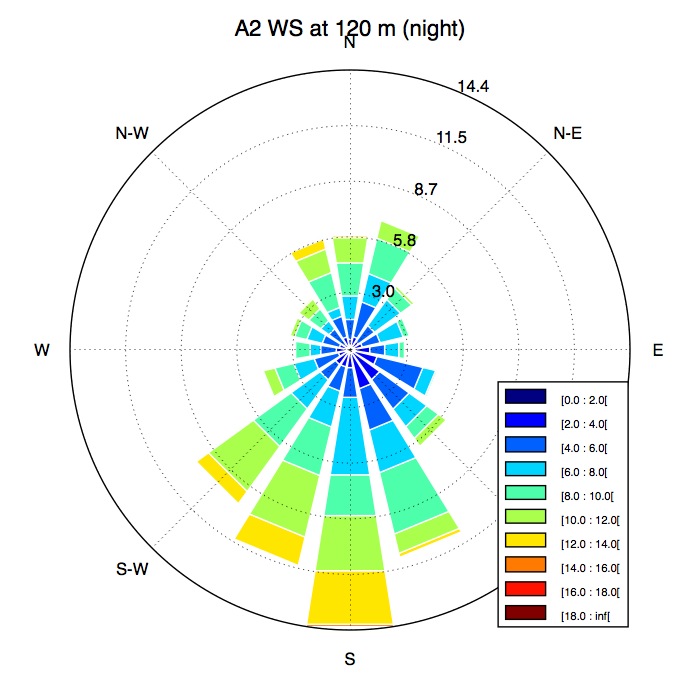 A2 WS at 120 m (night)
N
14.4
N-W
N-E
11.5
8.7
5.8
3.0
W
E
[0.0 : 2.0[
[2.0 : 4.0[
[4.0 : 6.0[
[6.0 : 8.0[
[8.0 : 10.0[
[10.0 : 12.0[
[12.0 : 14.0[
[14.0 : 16.0[
[16.0 : 18.0[
[18.0 : inf[
S-W
S